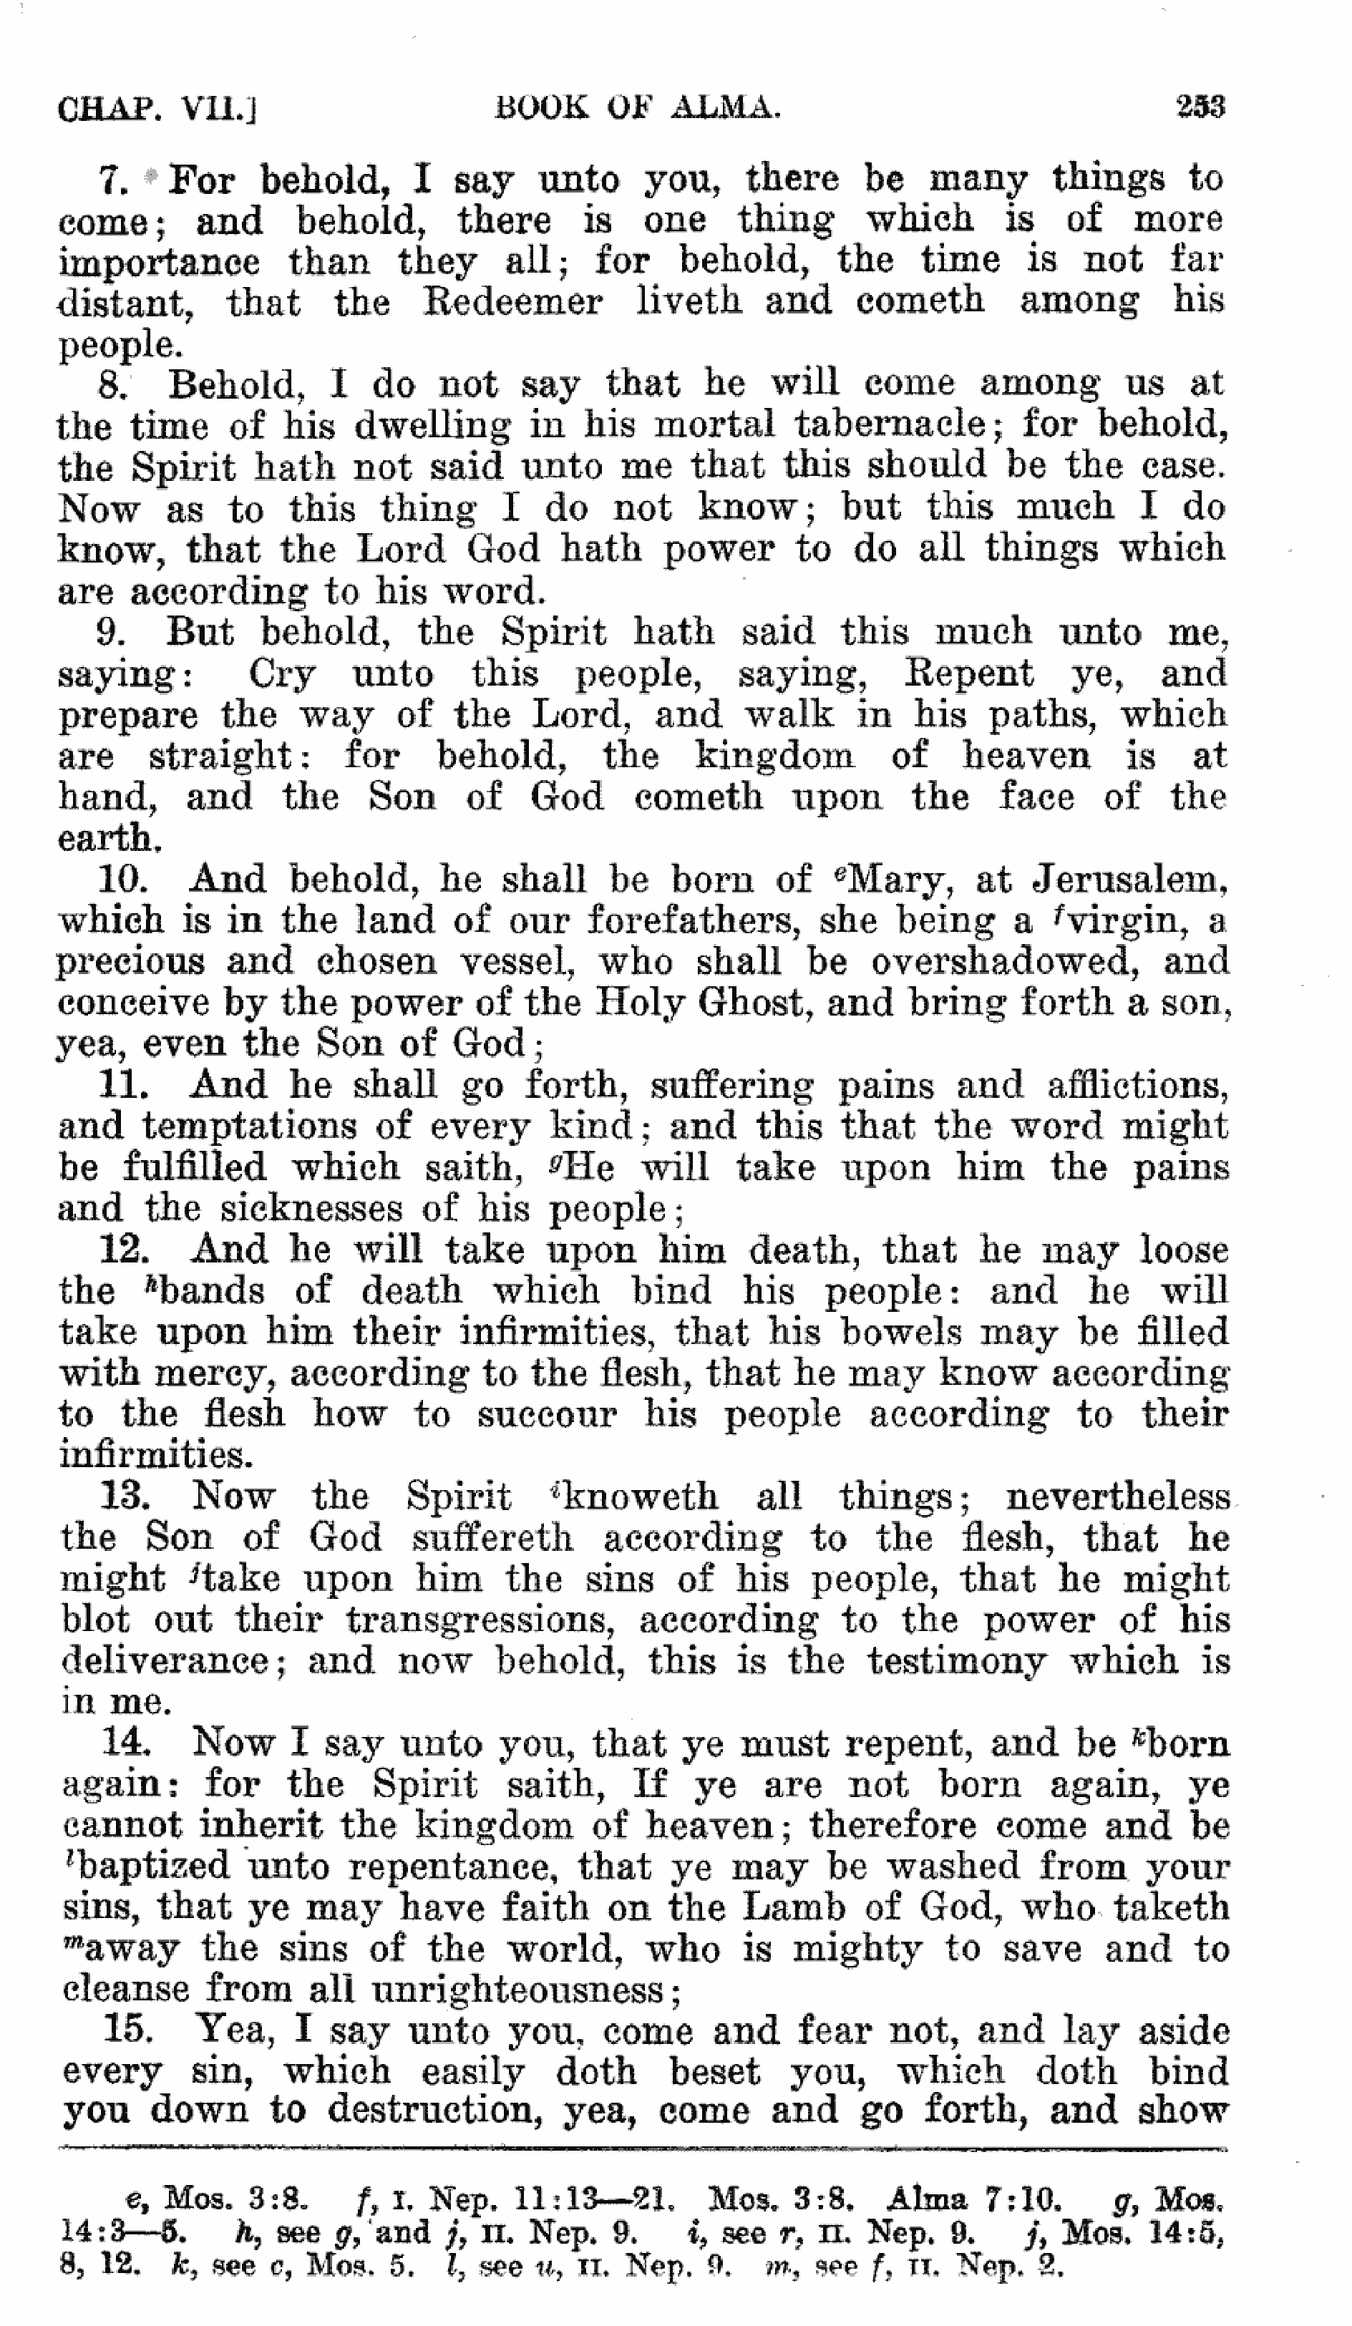 CHAP. VII.] BOOK OF ALMA. 253
7. For behold, I say unto you, there be many things to
come; and behold, there is one thing which is of more
importance than they all; for behold, the time is not far
distant, that the Redeemer liveth and cometh among his
people.
8. Behold, I do not say that he will come among us at
the time of his dwelling in his mortal tabernacle; for behold,
the Spirit hath not said unto me that this should be the case.
Now as to this thing I do not know; but this much I do
know, that the Lord God hath power to do all things which
are according to his word.
9. But behold, the Spirit hath said this much unto me,
saying: Cry unto this people, saying, Repent ye, and
prepare the way of the Lord, and walk in his paths, which
are straight: for behold, the kingdom of heaven is at
hand, and the Son of God cometh upon the face of the
earth.
10. And behold, he shall be born of eMary, at Jerusalem,
which is in the land of our forefathers, she being a fvirgin, a
precious and chosen vessel, who shall be overshadowed, and
conceive by the power of the Holy Ghost, and bring forth a son,
yea, even the Son of God;
11. And he shall go forth, suffering pains and afflictions,
and temptations of every kind; and this that the word might
be fulfilled which saith, gHe will take upon him the pains
and the sicknesses of his people;
12. And he will take upon him death, that he may loose
the hbands of death which bind his people: and he will
take upon him their infirmities, that his bowels may be filled
with mercy, according to the flesh, that he may know according
to the flesh how to succour his people according to their
infirmities.
13. Now the Spirit iknoweth all things; nevertheless
the Son of God suffereth according to the flesh, that he
might jtake upon him the sins of his people, that he might
blot out their transgressions, according to the power of his
deliverance; and now behold, this is the testimony which is
in me.
14. Now I say unto you, that ye must repent, and be kborn
again: for the Spirit saith, If ye are not born again, ye
cannot inherit the kingdom of heaven; therefore come and be
lbaptized unto repentance, that ye may be washed from your
sins, that ye may have faith on the Lamb of God, who taketh
maway the sins of the world, who is mighty to save and to
cleanse from all unrighteousness;
15. Yea, I say unto you, come and fear not, and lay aside
every sin, which easily doth beset you, which doth bind
you down to destruction, yea, come and go forth, and show
e, Mos. 3:8. f, I. Nep. 11:13—21. Mos. 3:8. Alma 7:10. g, Mos.
14:3—5. h, see g, and j, II. Nep. 9. i, see r, II. Nep. 9. j, Mos. 14:5,
8, 12. k, see c, Mos. 5. l, see u, II. Nep. 9. m, see f, II. Nep. 2.